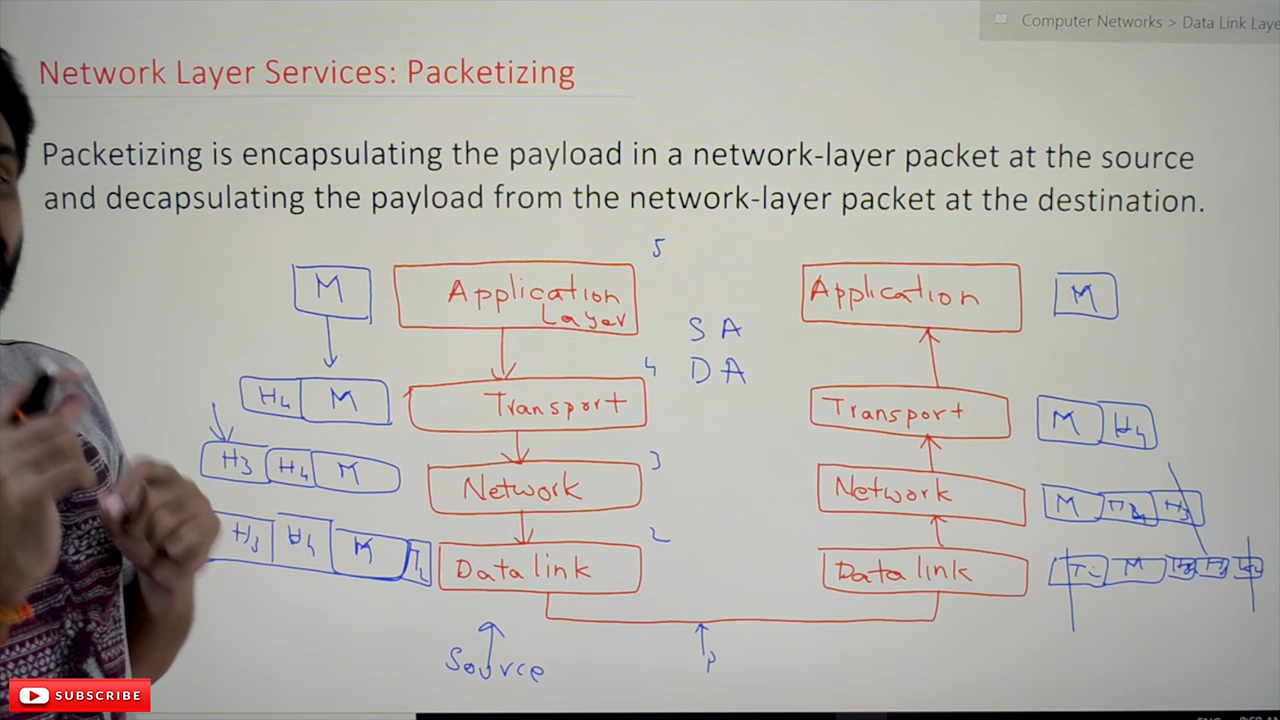 Computer Networks > Data Link Laye
Network Layer Services: Packetizing
Packetizing is encapsulating the payload in a network-layer packet at the source
and decapsulating the payload from the network-layer packet at the destination.
5
M
Application
Layer
Application
M
S A
D A
4
H4 M
Transport
Transport
M H4
3
H3 H4 M
Network
Network
M H3
2
H3 H4 M
Data link
Data link
M
Source
P
SUBSCRIBE